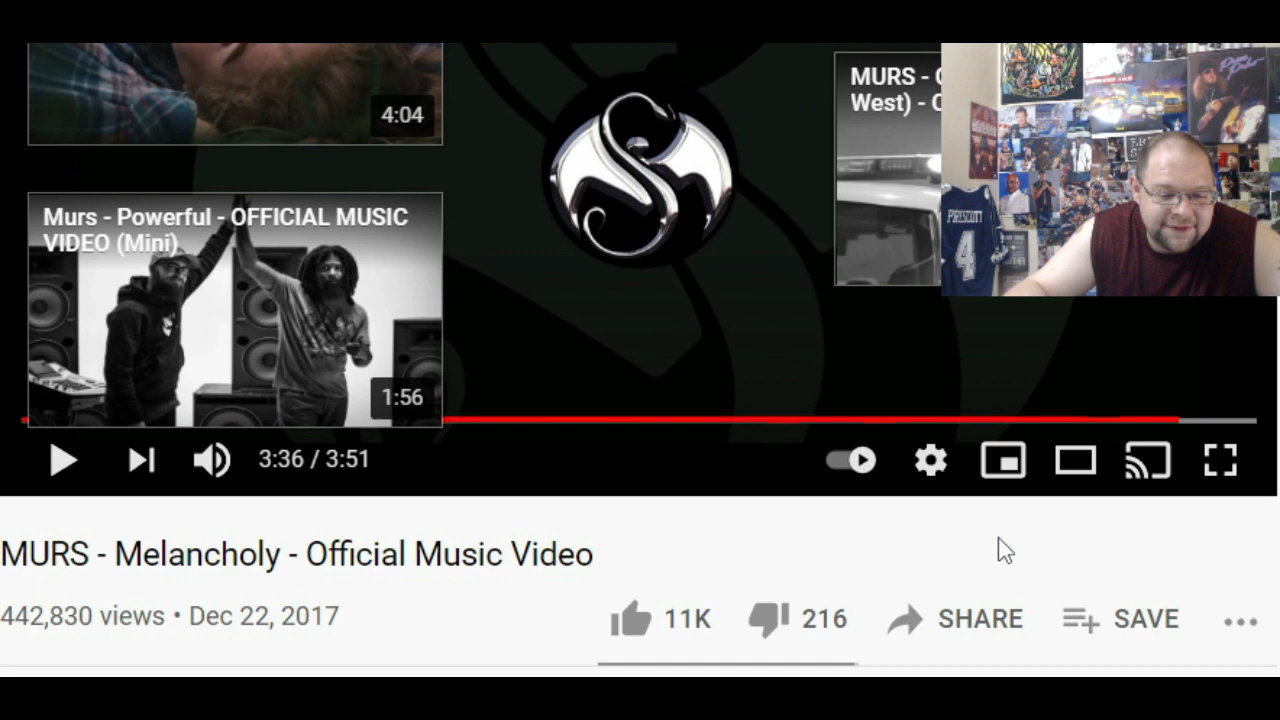 4:04
MURS -
West) -
PRESCOTT
4
Murs - Powerful - OFFICIAL MUSIC
VIDEO (Mini)
1:56
3:36 / 3:51
MURS - Melancholy - Official Music Video
442,830 views • Dec 22, 2017
11K
216
SHARE
SAVE